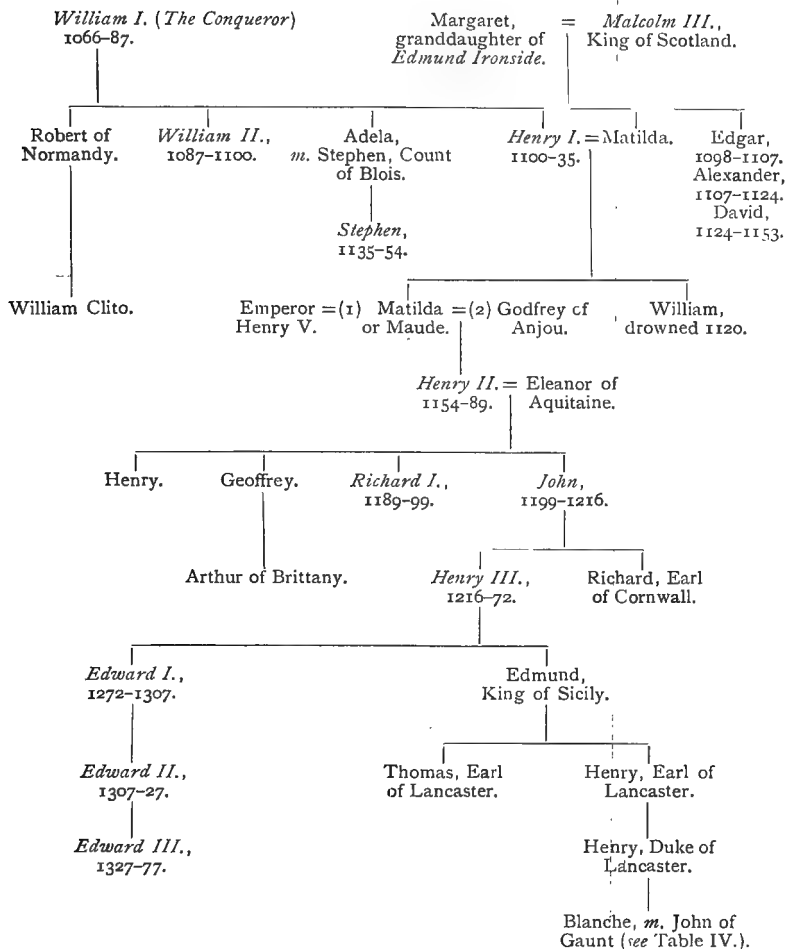 William I. (The Conqueror)
1066–87.
Margaret,
granddaughter of
Edmund Ironside.
=
Malcolm III.,
King of Scotland.
Robert of
Normandy.
William II.,
1087–1100.
Adela,
m. Stephen, Count
of Blois.
Henry I. = Matilda.
1100–35.
Edgar,
1098–1107.
Alexander,
1107–1124.
David,
1124–1153.
Stephen,
1135–54.
William Clito.
Emperor = (1) Matilda = (2) Godfrey cf
Henry V. or Maude. Anjou.
William,
drowned 1120.
Henry II. = Eleanor of
1154–89. Aquitaine.
Henry.
Geoffrey.
Richard I.,
1189–99.
John,
1199–1216.
Arthur of Brittany.
Henry III.,
1216–72.
Richard, Earl
of Cornwall.
Edward I.,
1272–1307.
Edmund,
King of Sicily.
Edward II.,
1307–27.
Thomas, Earl
of Lancaster.
Henry, Earl of
Lancaster.
Edward III.,
1327–77.
Henry, Duke of
Lancaster.
Blanche, m. John of
Gaunt (see Table IV.).